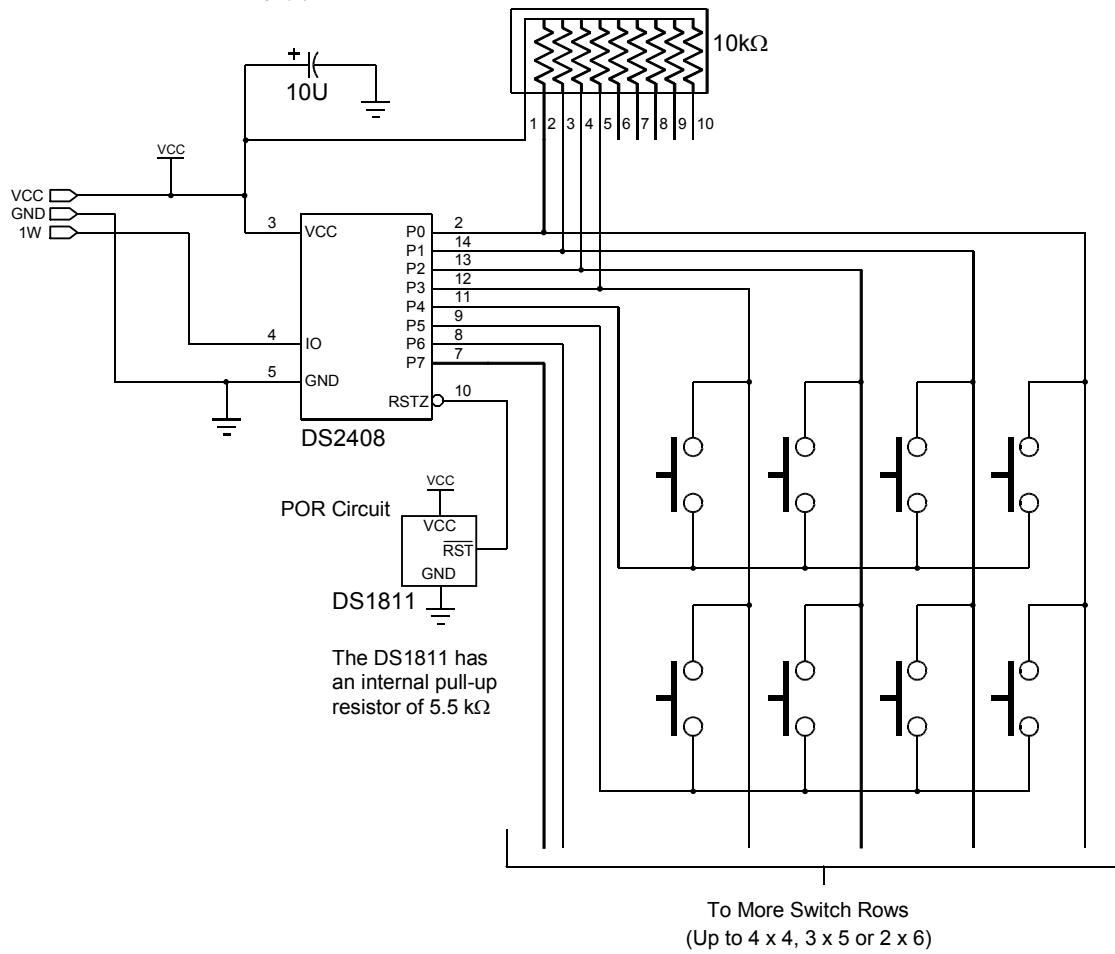 10kΩ
+
10U
1 2 3 4 5 6 7 8 9 10
VCC
VCC
GND
1W
3 VCC P0 2
P1 14
P2 13
P3 12
P4 11
P5 9
4 IO P6 8
P7 7
5 GND
RSTZ 10
DS2408
VCC
POR Circuit
VCC
RST
GND
DS1811
The DS1811 has
an internal pull-up
resistor of 5.5 kΩ
To More Switch Rows
(Up to 4 x 4, 3 x 5 or 2 x 6)